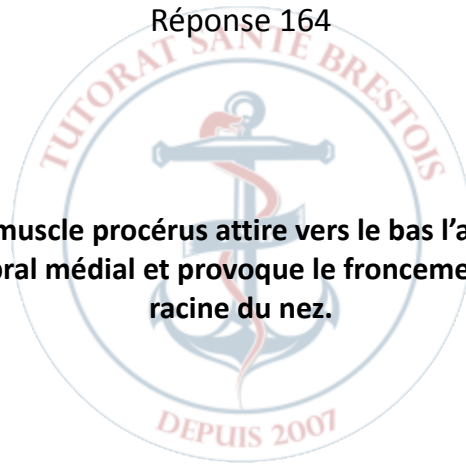 Réponse 164
TUTORAT SANTÉ BRESTOIS
muscle procérus attire vers le bas l’a
médial et provoque le
racine du nez.
DEPUIS 2007